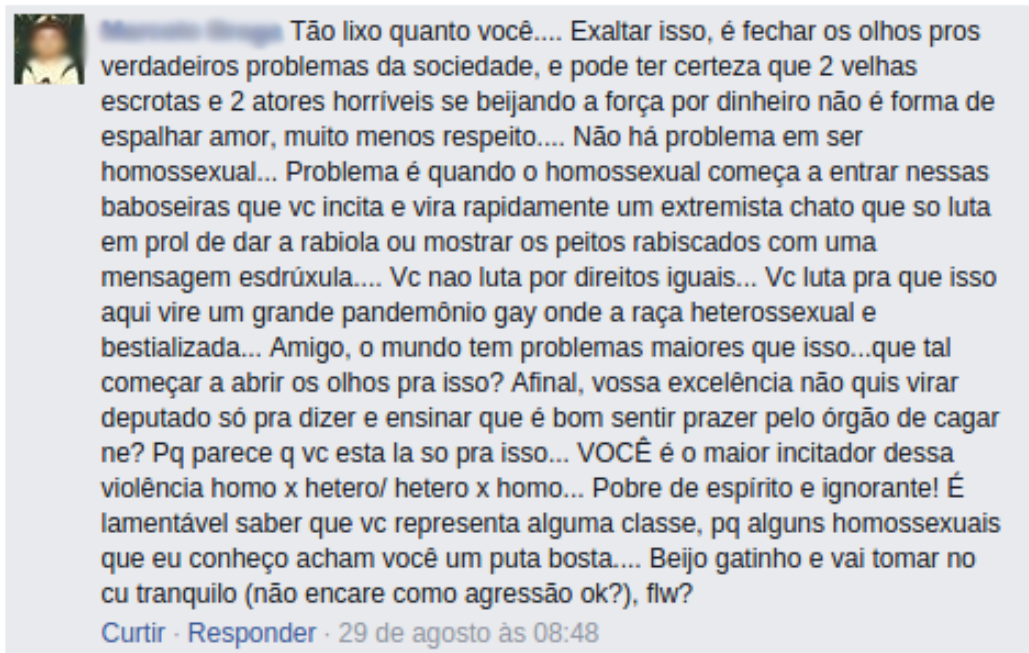 Tão lixo quanto você.... Exaltar isso, é fechar os olhos pros
verdadeiros problemas da sociedade, e pode ter certeza que 2 velhas
escrotas e 2 atores horríveis se beijando a força por dinheiro não é forma de
espalhar amor, muito menos respeito.... Não há problema em ser
homossexual... Problema é quando o homossexual começa a entrar nessas
baboseiras que vc incita e vira rapidamente um extremista chato que so luta
em prol de dar a rabiola ou mostrar os peitos rabiscados com uma
mensagem esdrúxula.... Vc nao luta por direitos iguais... Vc luta pra que isso
aqui vire um grande pandemônio gay onde a raça heterossexual e
bestializada... Amigo, o mundo tem problemas maiores que isso...que tal
começar a abrir os olhos pra isso? Afinal, vossa excelência não quis virar
deputado só pra dizer e ensinar que é bom sentir prazer pelo órgão de cagar
ne? Pq parece q vc esta la so pra isso... VOCÊ é o maior incitador dessa
violência homo x hetero/ hetero x homo... Pobre de espírito e ignorante! É
lamentável saber que vc representa alguma classe, pq alguns homossexuais
que eu conheço acham você um puta bosta.... Beijo gatinho e vai tomar no
cu tranquilo (não encare como agressão ok?), flw?
Curtir · Responder · 29 de agosto às 08:48